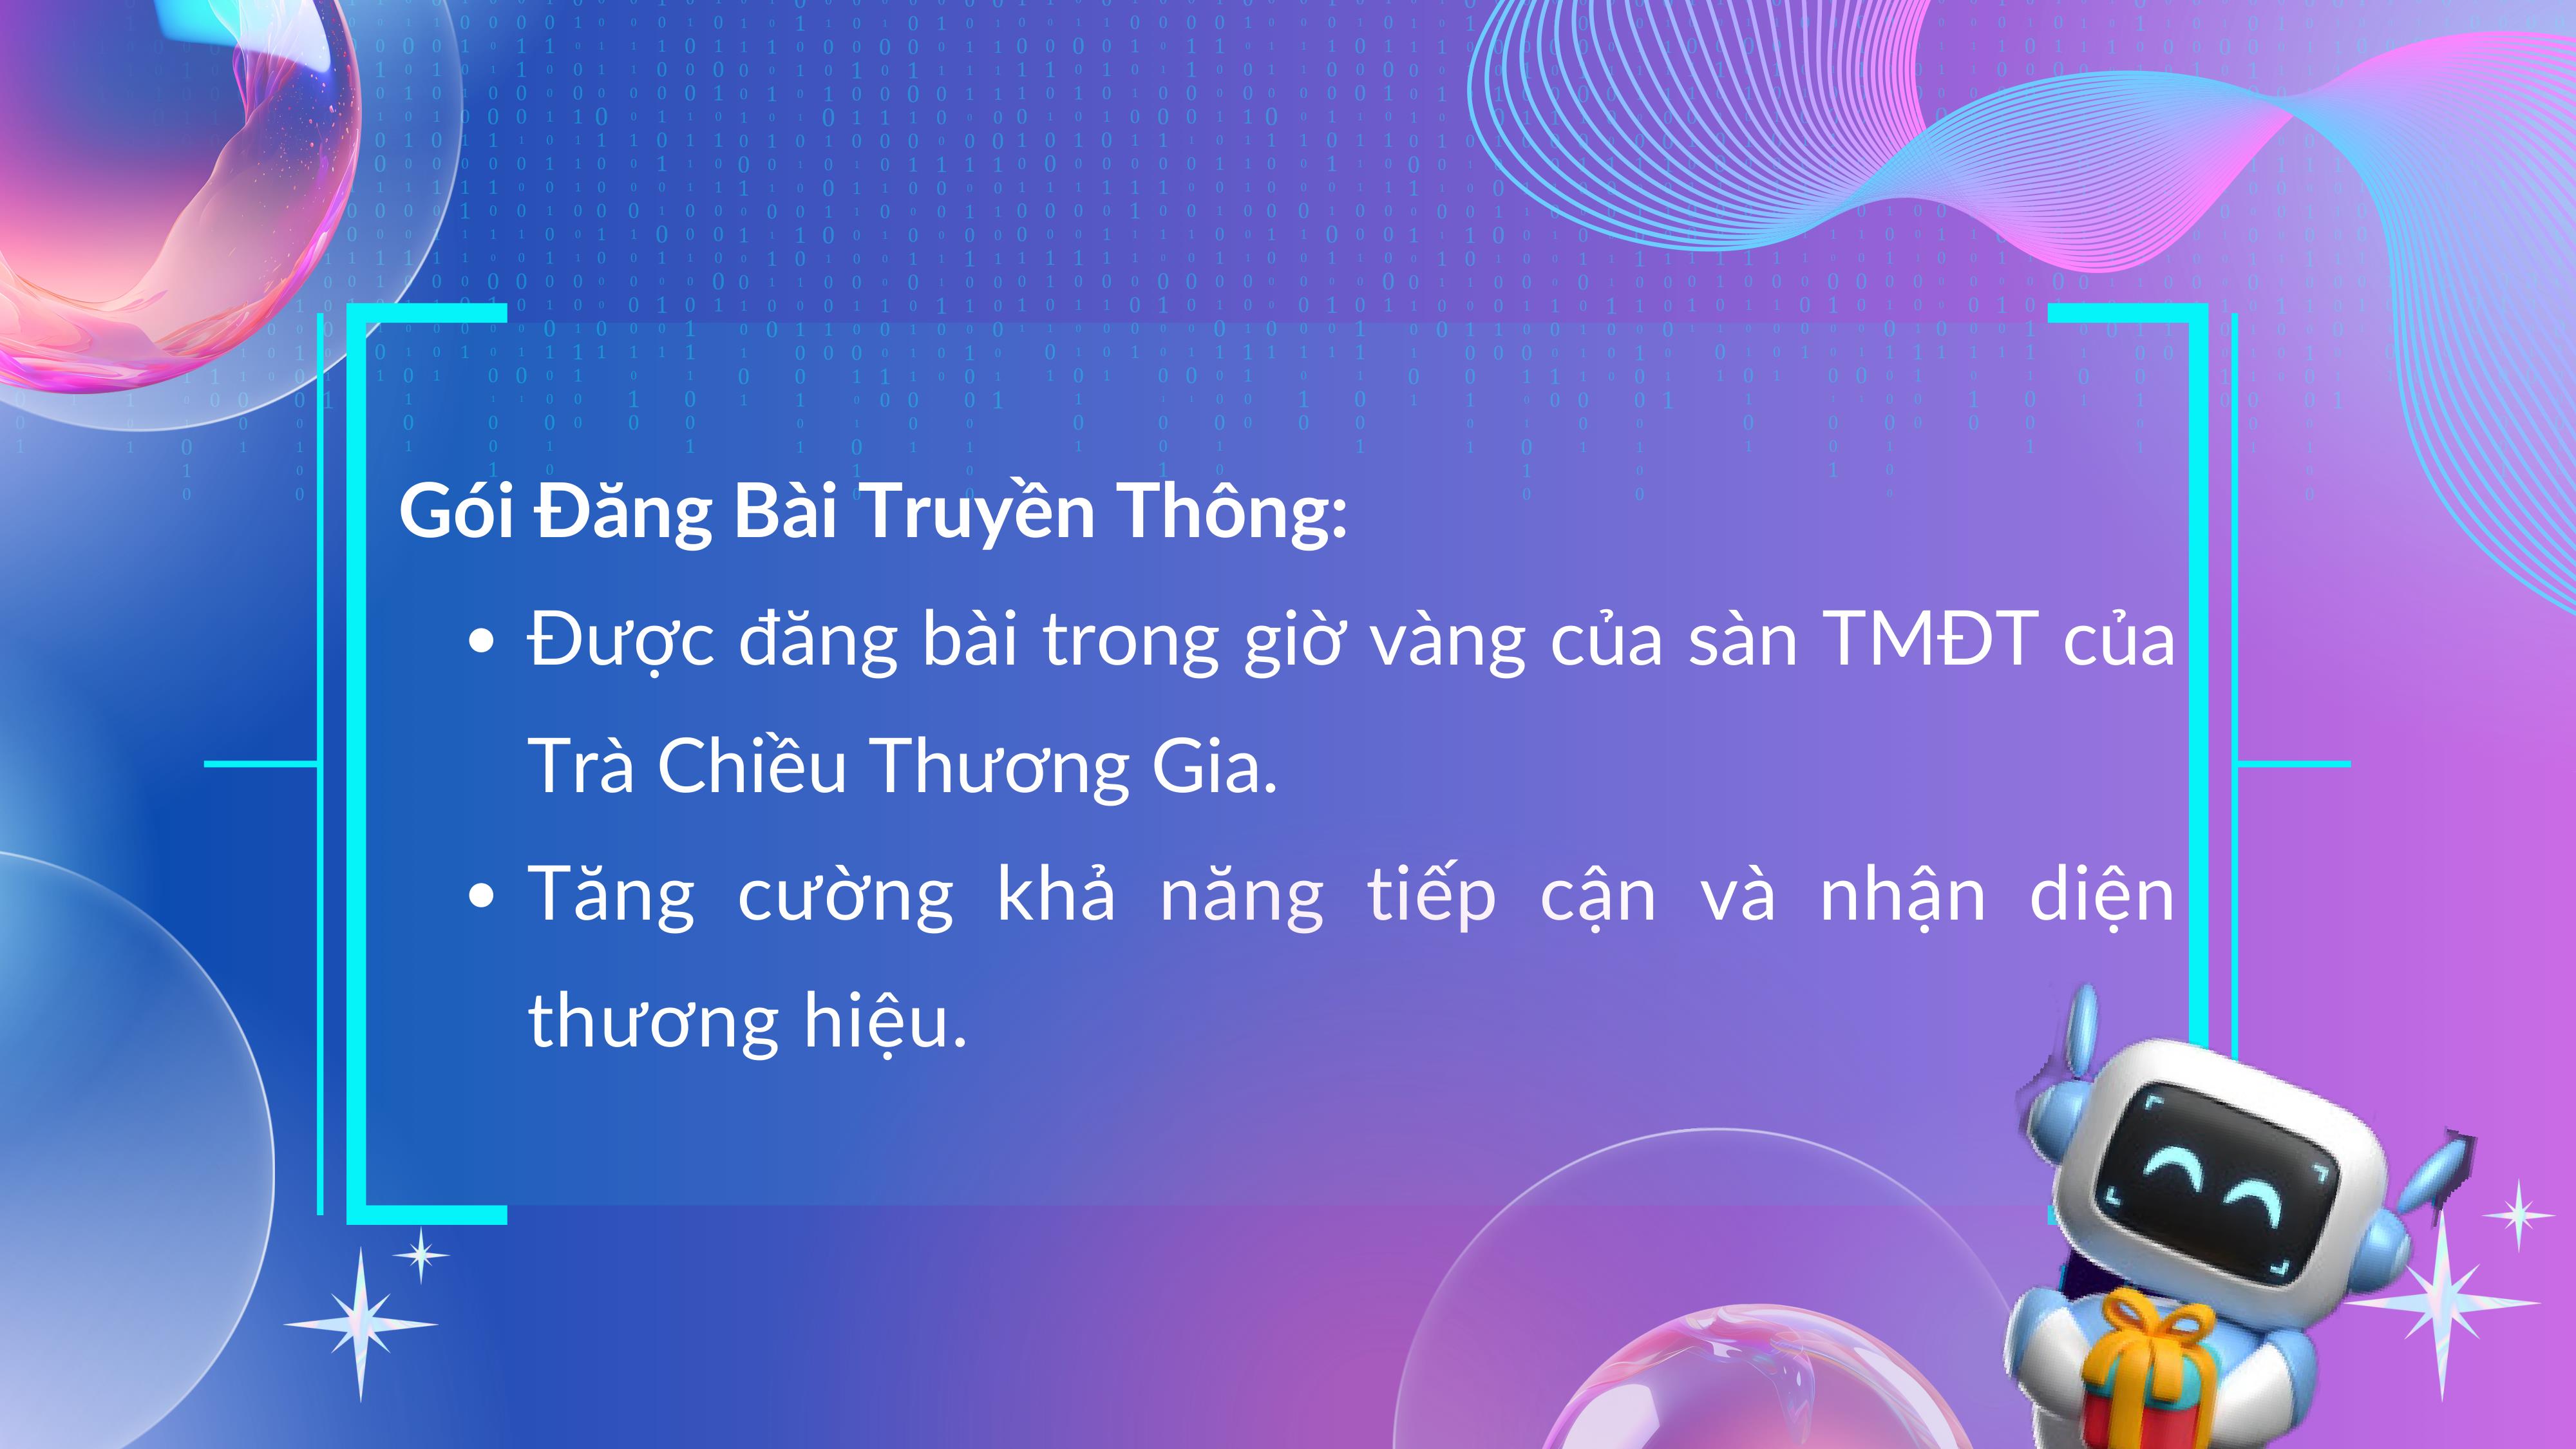 Gói Đăng Bài Truyền Thông:
• Được đăng bài trong giờ vàng của sàn TMĐT của
Trà Chiều Thương Gia.
• Tăng cường khả năng tiếp cận và nhận diện
thương hiệu.